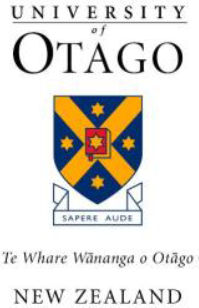 UNIVERSITY
of
OTAGO
SAPERE AUDE
Te Whare Wānanga o Otāgo
NEW ZEALAND